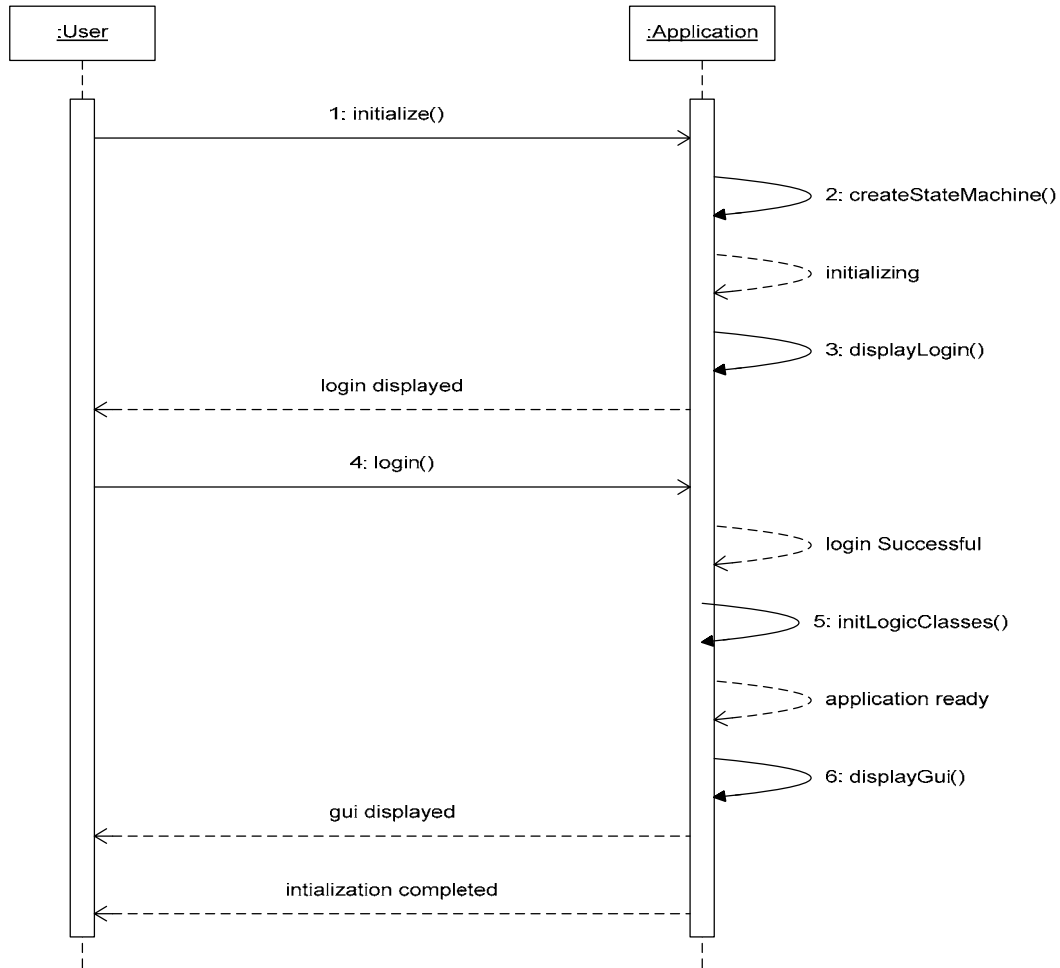 :User
:Application
1: initialize()
2: createStateMachine()
initializing
3: displayLogin()
login displayed
4: login()
login Successful
5: initLogicClasses()
application ready
6: displayGui()
gui displayed
intialization completed